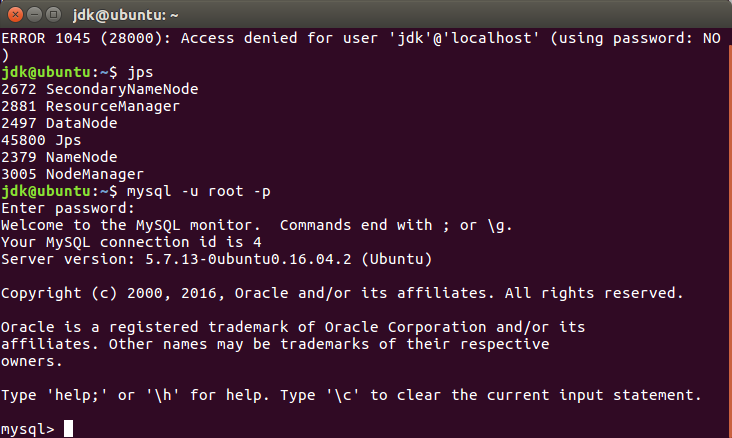 jdk@ubuntu: ~
ERROR 1045 (28000): Access denied for user 'jdk'@'localhost' (using password: NO
)
jdk@ubuntu:~$ jps
2672 SecondaryNameNode
2881 ResourceManager
2497 DataNode
45800 Jps
2379 NameNode
3005 NodeManager
jdk@ubuntu:~$ mysql -u root -p
Enter password:
Welcome to the MySQL monitor.  Commands end with ; or \g.
Your MySQL connection id is 4
Server version: 5.7.13-0ubuntu0.16.04.2 (Ubuntu)
Copyright (c) 2000, 2016, Oracle and/or its affiliates. All rights reserved.
Oracle is a registered trademark of Oracle Corporation and/or its
affiliates. Other names may be trademarks of their respective
owners.
Type 'help;' or '\h' for help. Type '\c' to clear the current input statement.
mysql>